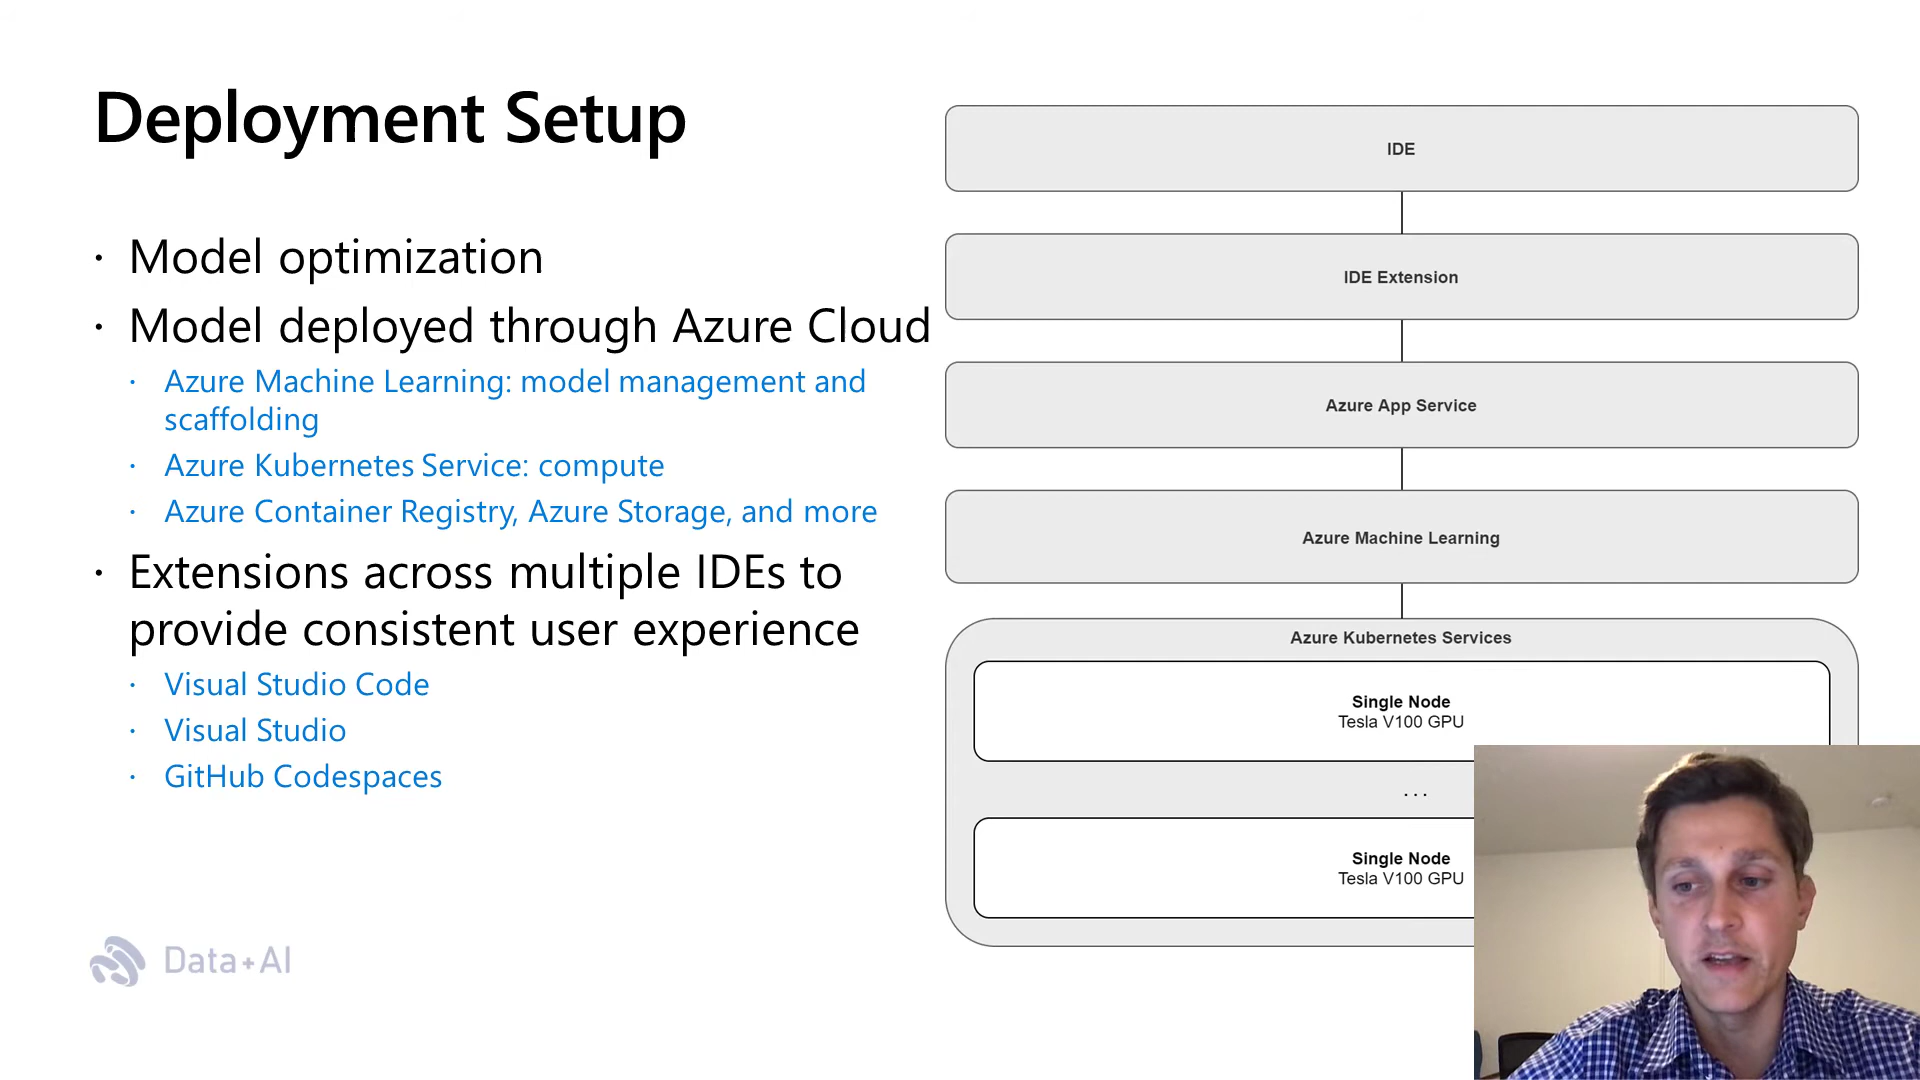 Deployment Setup
· Model optimization
· Model deployed through Azure Cloud
· Azure Machine Learning: model management and
scaffolding
· Azure Kubernetes Service: compute
· Azure Container Registry, Azure Storage, and more
· Extensions across multiple IDEs to
provide consistent user experience
· Visual Studio Code
· Visual Studio
· GitHub Codespaces
Data+AI
IDE
IDE Extension
Azure App Service
Azure Machine Learning
Azure Kubernetes Services
Single Node
Tesla V100 GPU
...
Single Node
Tesla V100 GPU